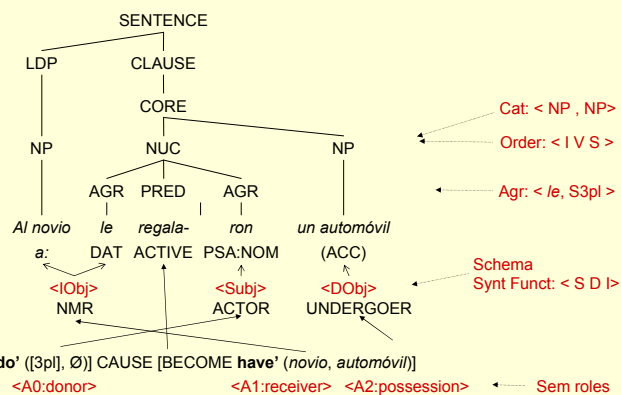 SENTENCE
LDP CLAUSE
CORE
Cat: < NP , NP>
NP NUC NP Order: < I V S >
AGR PRED AGR Agr: < le, S3pl >
Al novio le regala- ron un automóvil
a: DAT ACTIVE PSA:NOM (ACC)
Schema
Synt Funct: < S D I>
<IObj> <Subj> <DObj>
NMR ACTOR UNDERGOER
do’ ([3pl], Ø)] CAUSE [BECOME have’ (novio, automóvil)]
<A0:donor> <A1:receiver> <A2:possession> Sem roles